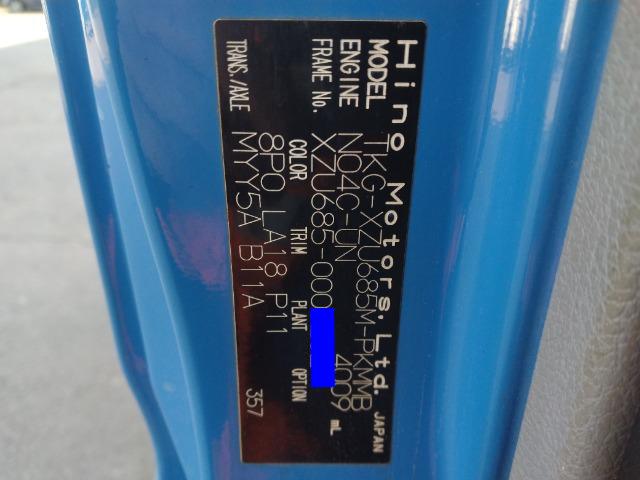 Hino Motors, Ltd. JAPAN
MODEL TKG-XZU685M-PKMMB
ENGINE N04C-UN 4009 mL
FRAME No. XZU685-000
COLOR TRIM PLANT OPTION
8P0 LA18 P11
TRANS./AXLE MYY5A B11A 357